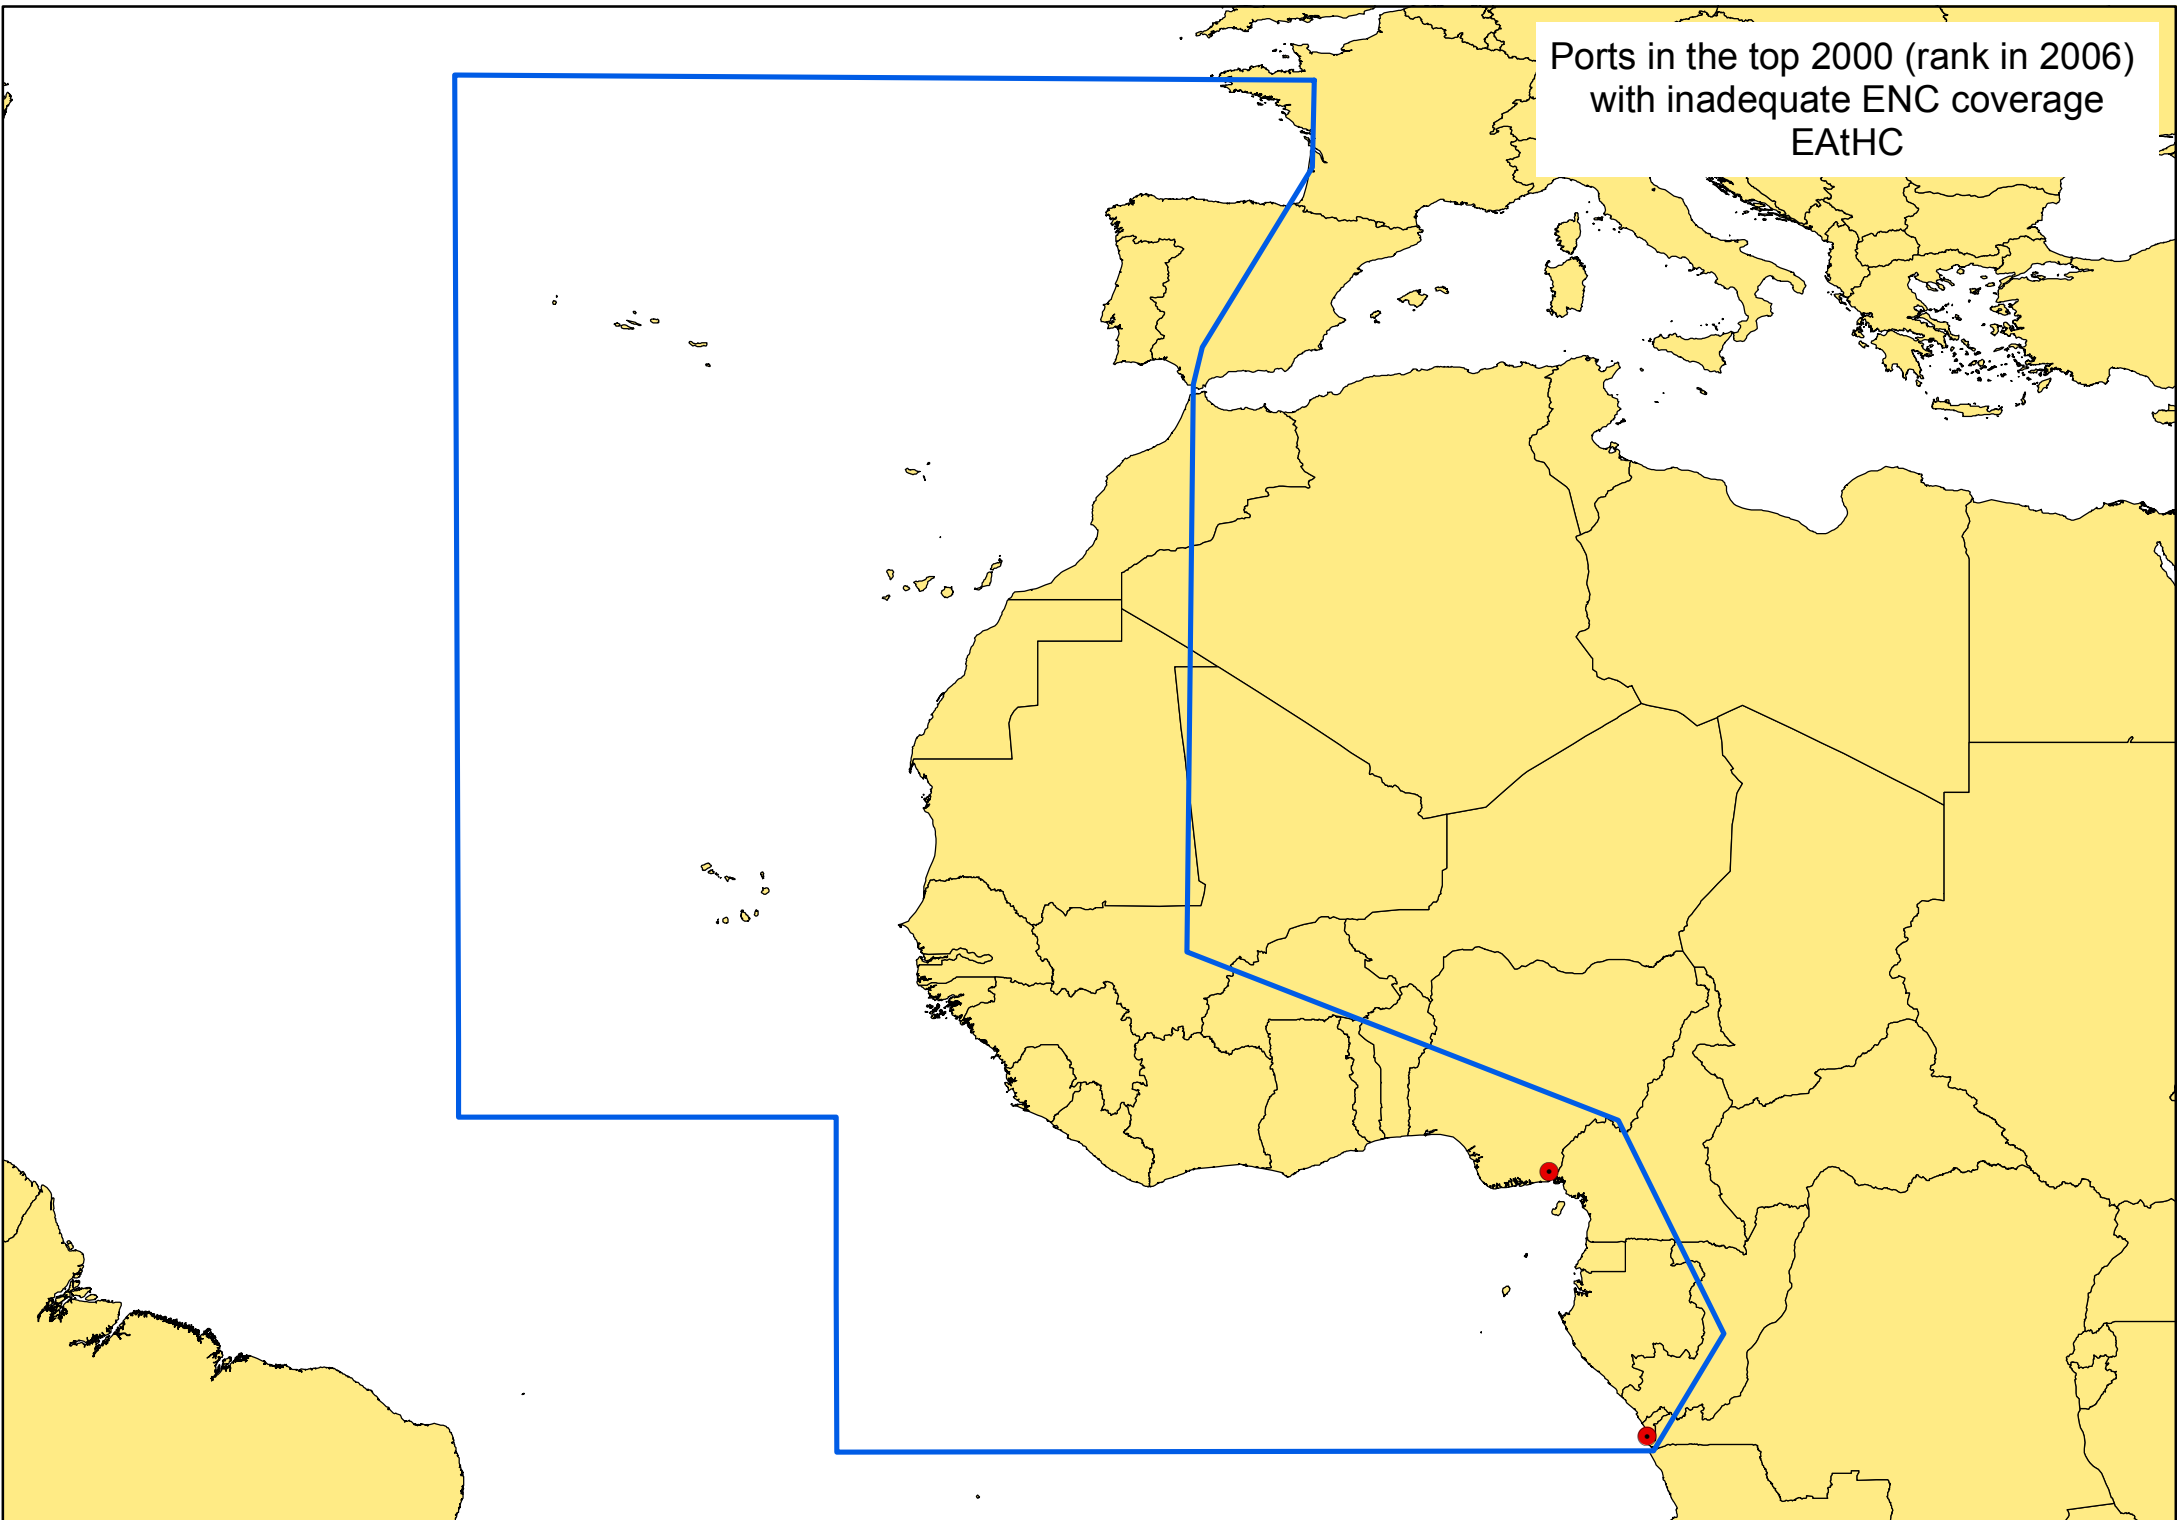 Ports in the top 2000 (rank in 2006)
with inadequate ENC coverage
EAtHC